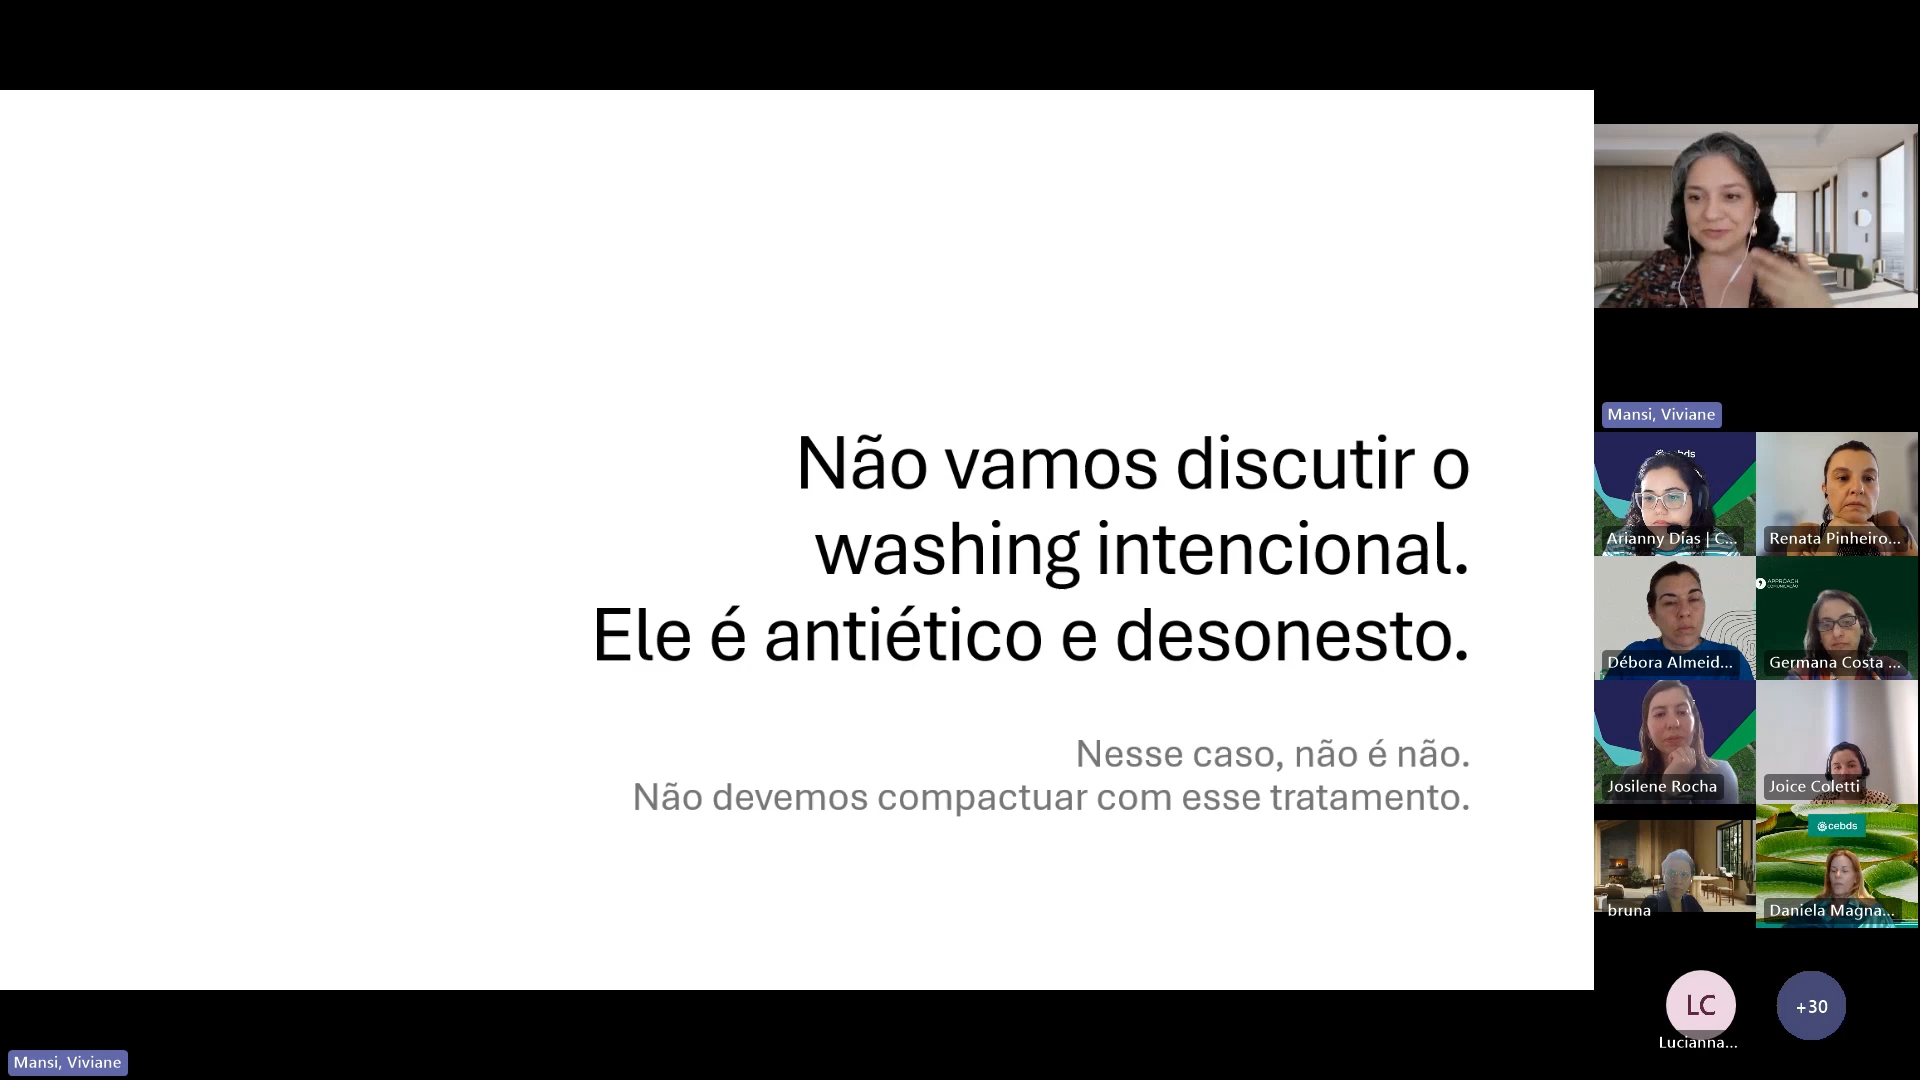 Não vamos discutir o
washing intencional.
Ele é antiético e desonesto.
Nesse caso, não é não.
Não devemos compactuar com esse tratamento.
Mansi, Viviane
Mansi, Viviane
Arianny Dias | C...
Renata Pinheiro...
APPROACH
COMUNICAÇÃO
Débora Almeid...
Germana Costa ...
Josilene Rocha
Joice Coletti
cebds
bruna
Daniela Magna...
LC
+30
Lucianna...